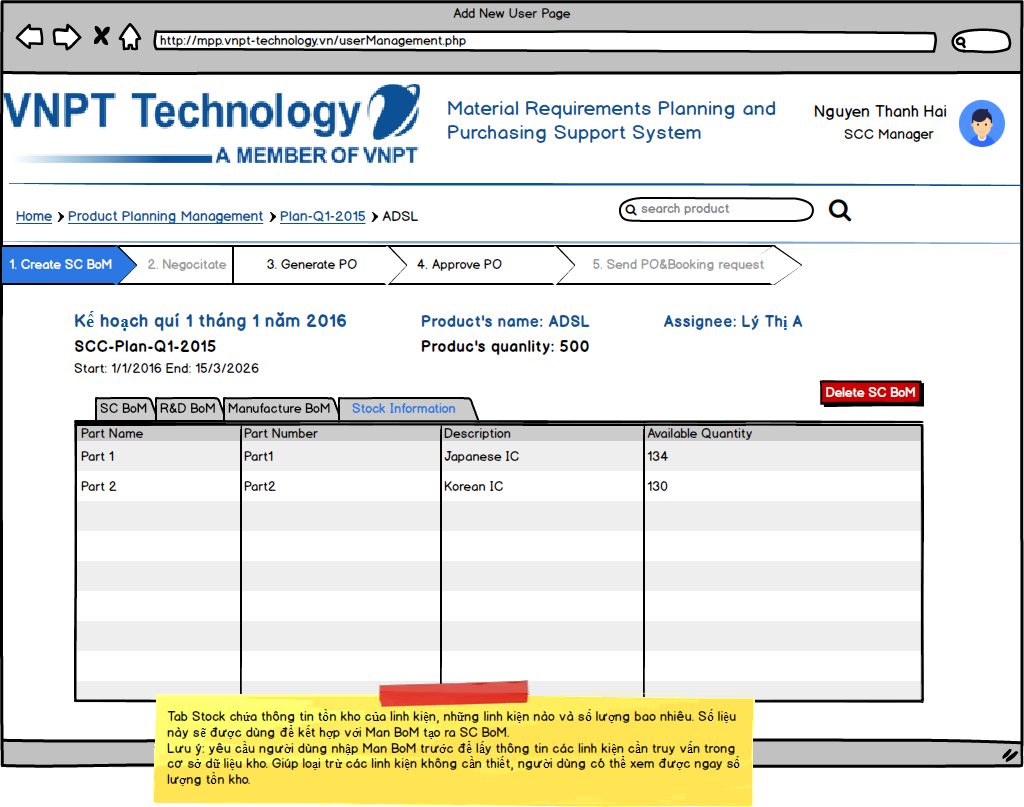 Add New User Page
http://mpp.vnpt-technology.vn/userManagement.php
VNPT Technology
A MEMBER OF VNPT
Material Requirements Planning and
Purchasing Support System
Nguyen Thanh Hai
SCC Manager
Home Product Planning Management Plan-Q1-2015 ADSL
search product
1. Create SC BoM 2. Negocitate 3. Generate PO 4. Approve PO 5. Send PO&Booking request
Kế hoạch quí 1 tháng 1 năm 2016 Product's name: ADSL Assignee: Lý Thị A
SCC-Plan-Q1-2015 Produc's quanlity: 500
Start: 1/1/2016 End: 15/3/2026
Delete SC BoM
SC BoM R&D BoM Manufacture BoM Stock Information
Part Name Part Number Description Available Quantity
Part 1 Part1 Japanese IC 134
Part 2 Part2 Korean IC 130
Tab Stock chứa thông tin tồn kho của linh kiện, những linh kiện nào và số lượng bao nhiêu. Số liệu
này sẽ được dùng để kết hợp với Man BoM tạo ra SC BoM.
Lưu ý: yêu cầu người dùng nhập Man BoM trước để lấy thông tin các linh kiện cần truy vấn trong
cơ sở dữ liệu kho. Giúp loại trừ các linh kiện không cần thiết, người dùng có thể xem được ngay số
lượng tồn kho.